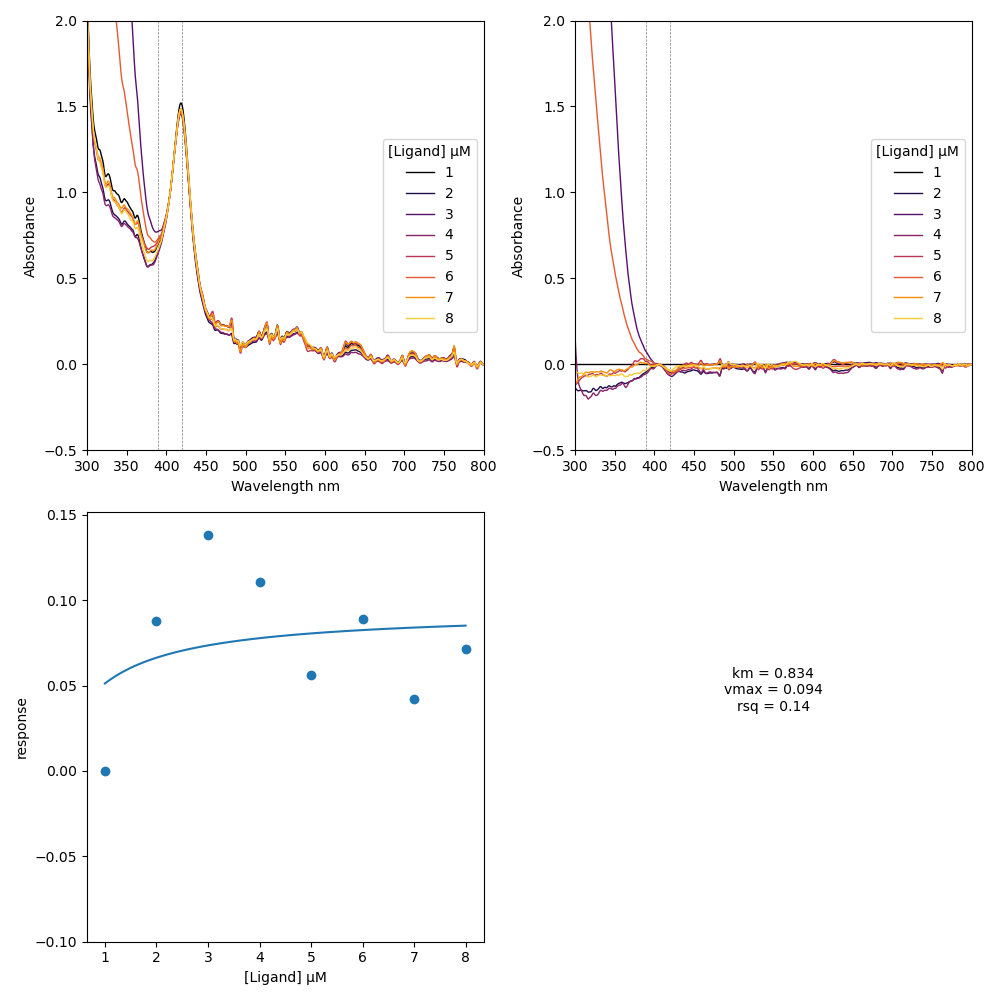 2.0
1.5
1.0
0.5
0.0
−0.5
Absorbance
300 350 400 450 500 550 600 650 700 750 800
Wavelength nm
[Ligand] μM
1
2
3
4
5
6
7
8
2.0
1.5
1.0
0.5
0.0
−0.5
Absorbance
300 350 400 450 500 550 600 650 700 750 800
Wavelength nm
[Ligand] μM
1
2
3
4
5
6
7
8
0.15
0.10
0.05
0.00
−0.05
−0.10
response
1 2 3 4 5 6 7 8
[Ligand] μM
km = 0.834
vmax = 0.094
rsq = 0.14